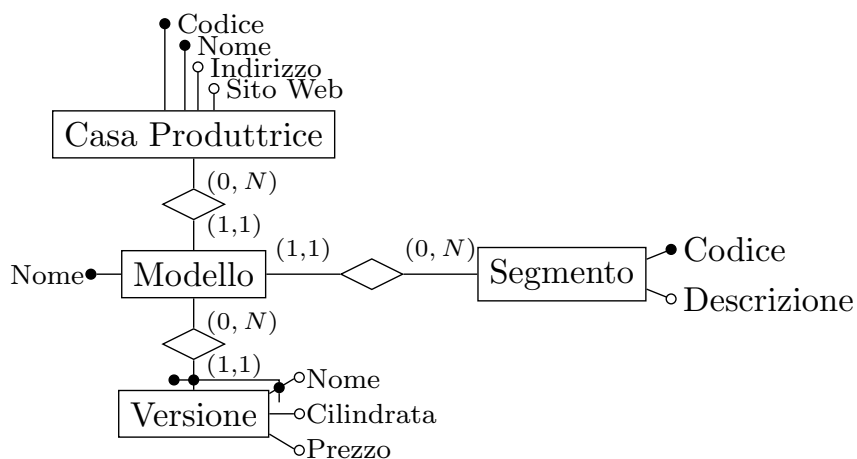 Codice
Nome
Indirizzo
Sito Web
Casa Produttrice
(0, N)
(1,1)
Nome
Modello
(1,1)
(0, N)
Segmento
Codice
Descrizione
(0, N)
(1,1)
Versione
Nome
Cilindrata
Prezzo